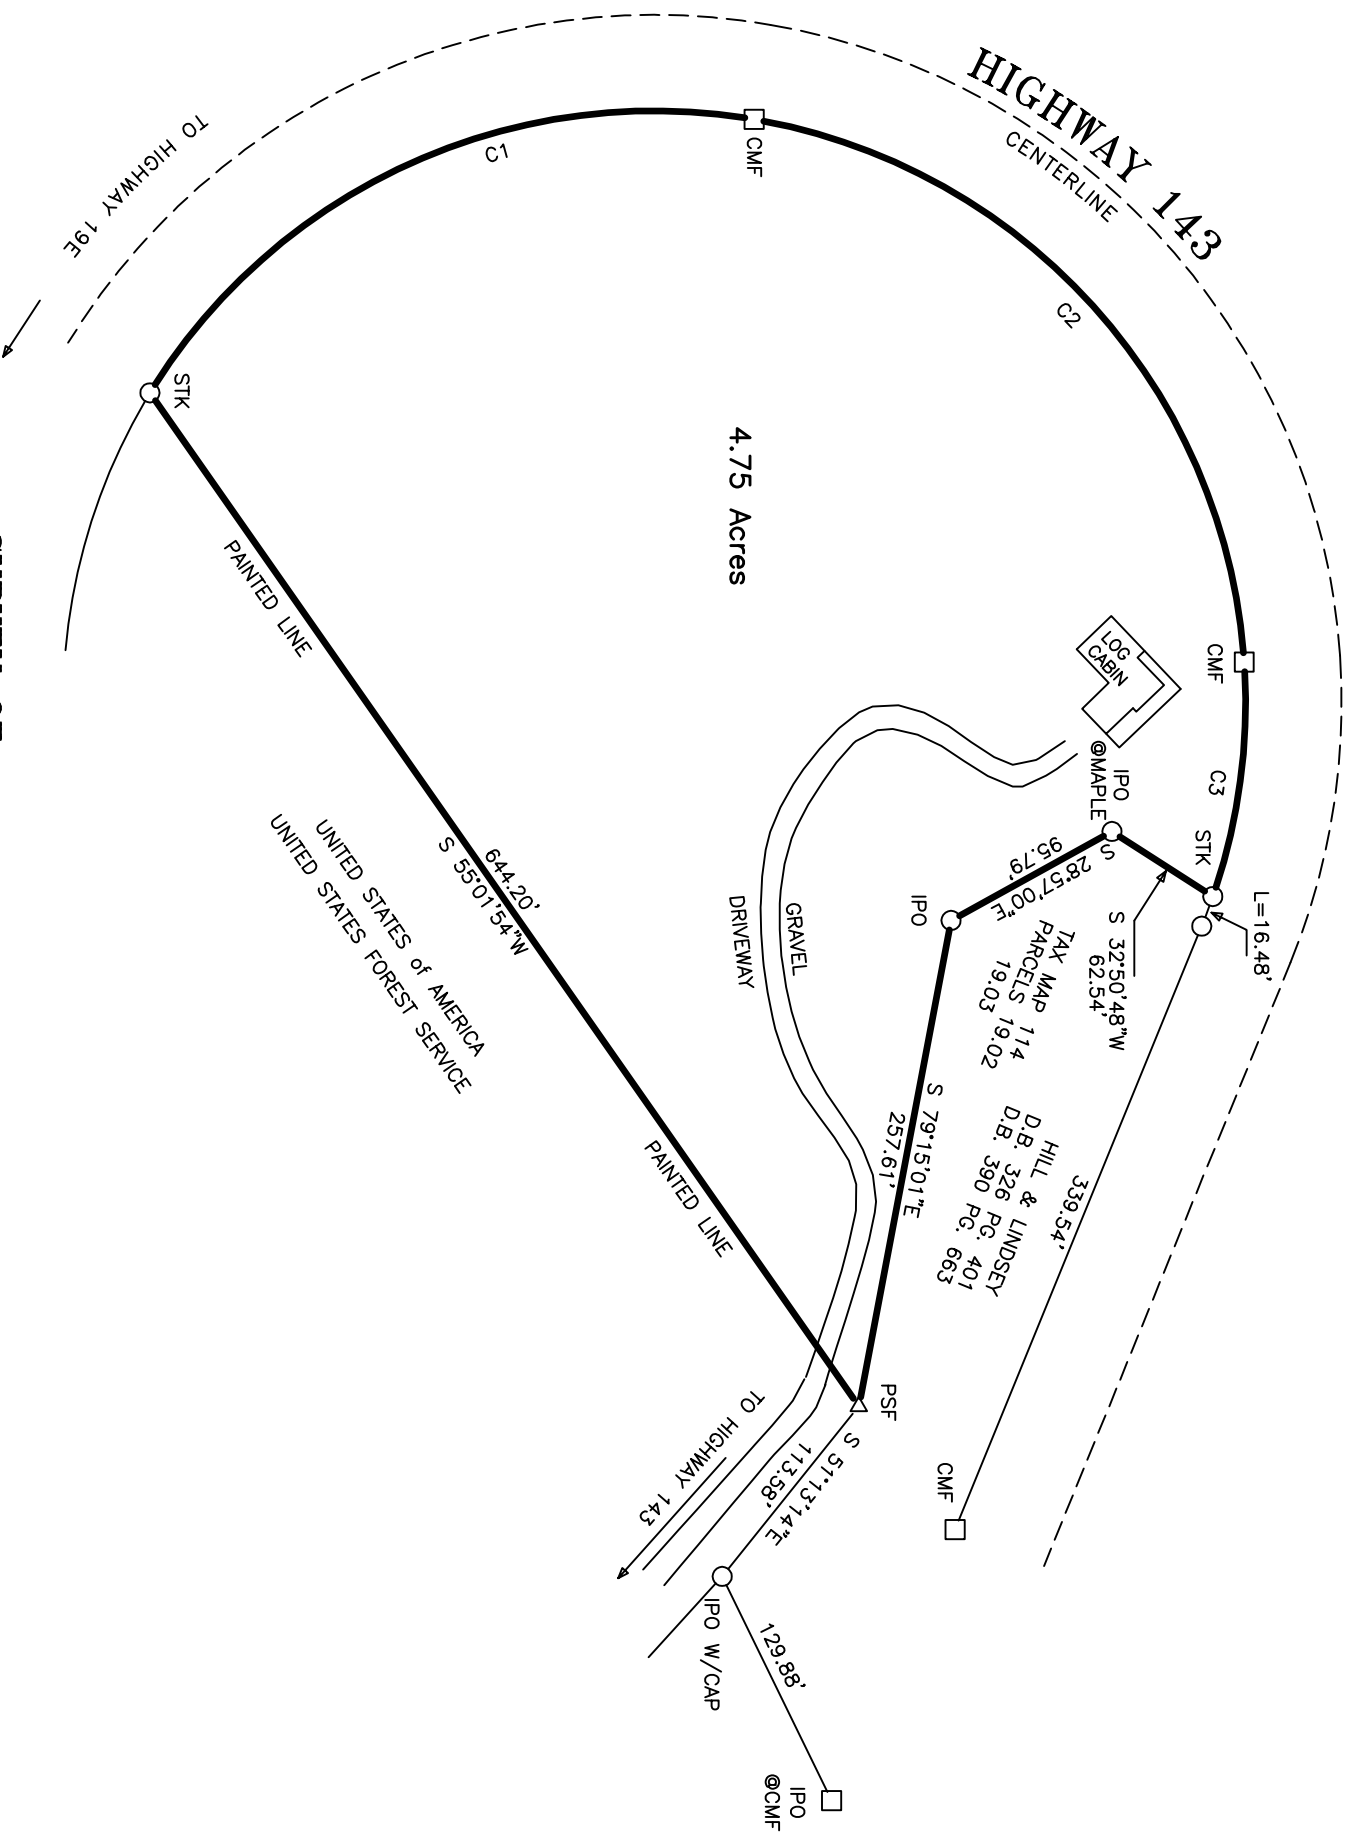 HIGHWAY 143
CENTERLINE
TO HIGHWAY 19E
C1
CMF
C2
CMF
C3
STK
L=16.48'
STK
4.75 Acres
LOG
CABIN
IPO
@MAPLE
S 32°50'48"W
62.54'
S 28°57'00"E
95.79'
IPO
TAX MAP 114
PARCELS 19.02
19.03
HILL & LINDSEY
D.B. 326 PG. 401
D.B. 390 PG. 663
339.54'
S 79°15'01"E
257.61'
GRAVEL
DRIVEWAY
PAINTED LINE
644.20'
S 55°01'54"W
PAINTED LINE
UNITED STATES of AMERICA
UNITED STATES FOREST SERVICE
PSF
CMF
S 51°13'14"E
113.58'
TO HIGHWAY 143
IPO W/CAP
129.88'
IPO
@CMF